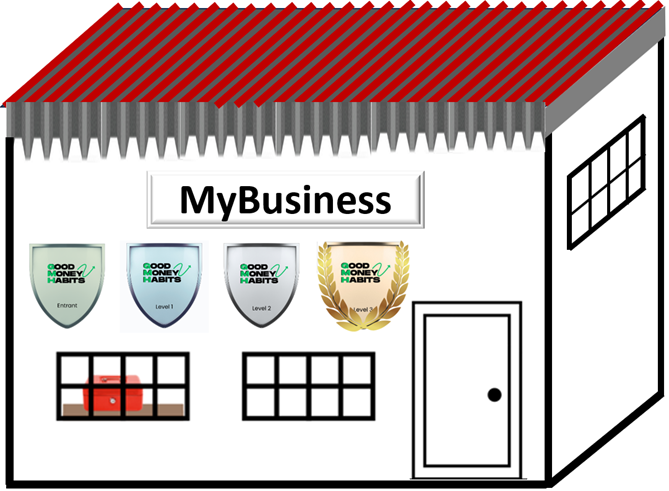 MyBusiness
GOOD
MONEY
HABITS
Entrant
GOOD
MONEY
HABITS
Level 1
GOOD
MONEY
HABITS
Level 2
GOOD
MONEY
HABITS
Level 3